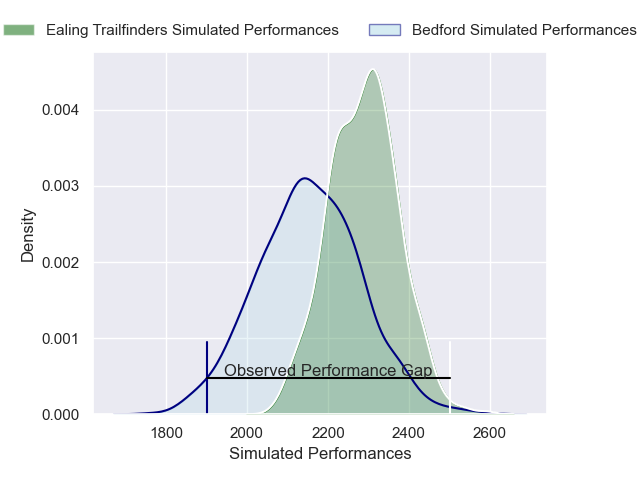 Ealing Trailfinders Simulated Performances
Bedford Simulated Performances
0.004
0.003
0.002
0.001
0.000
Density
Observed Performance Gap
1800 2000 2200 2400 2600
Simulated Performances